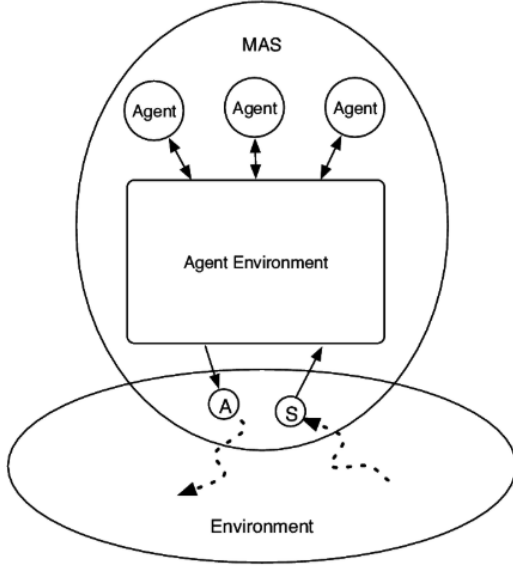 MAS
Agent Agent Agent
Agent Environment
A S
Environment